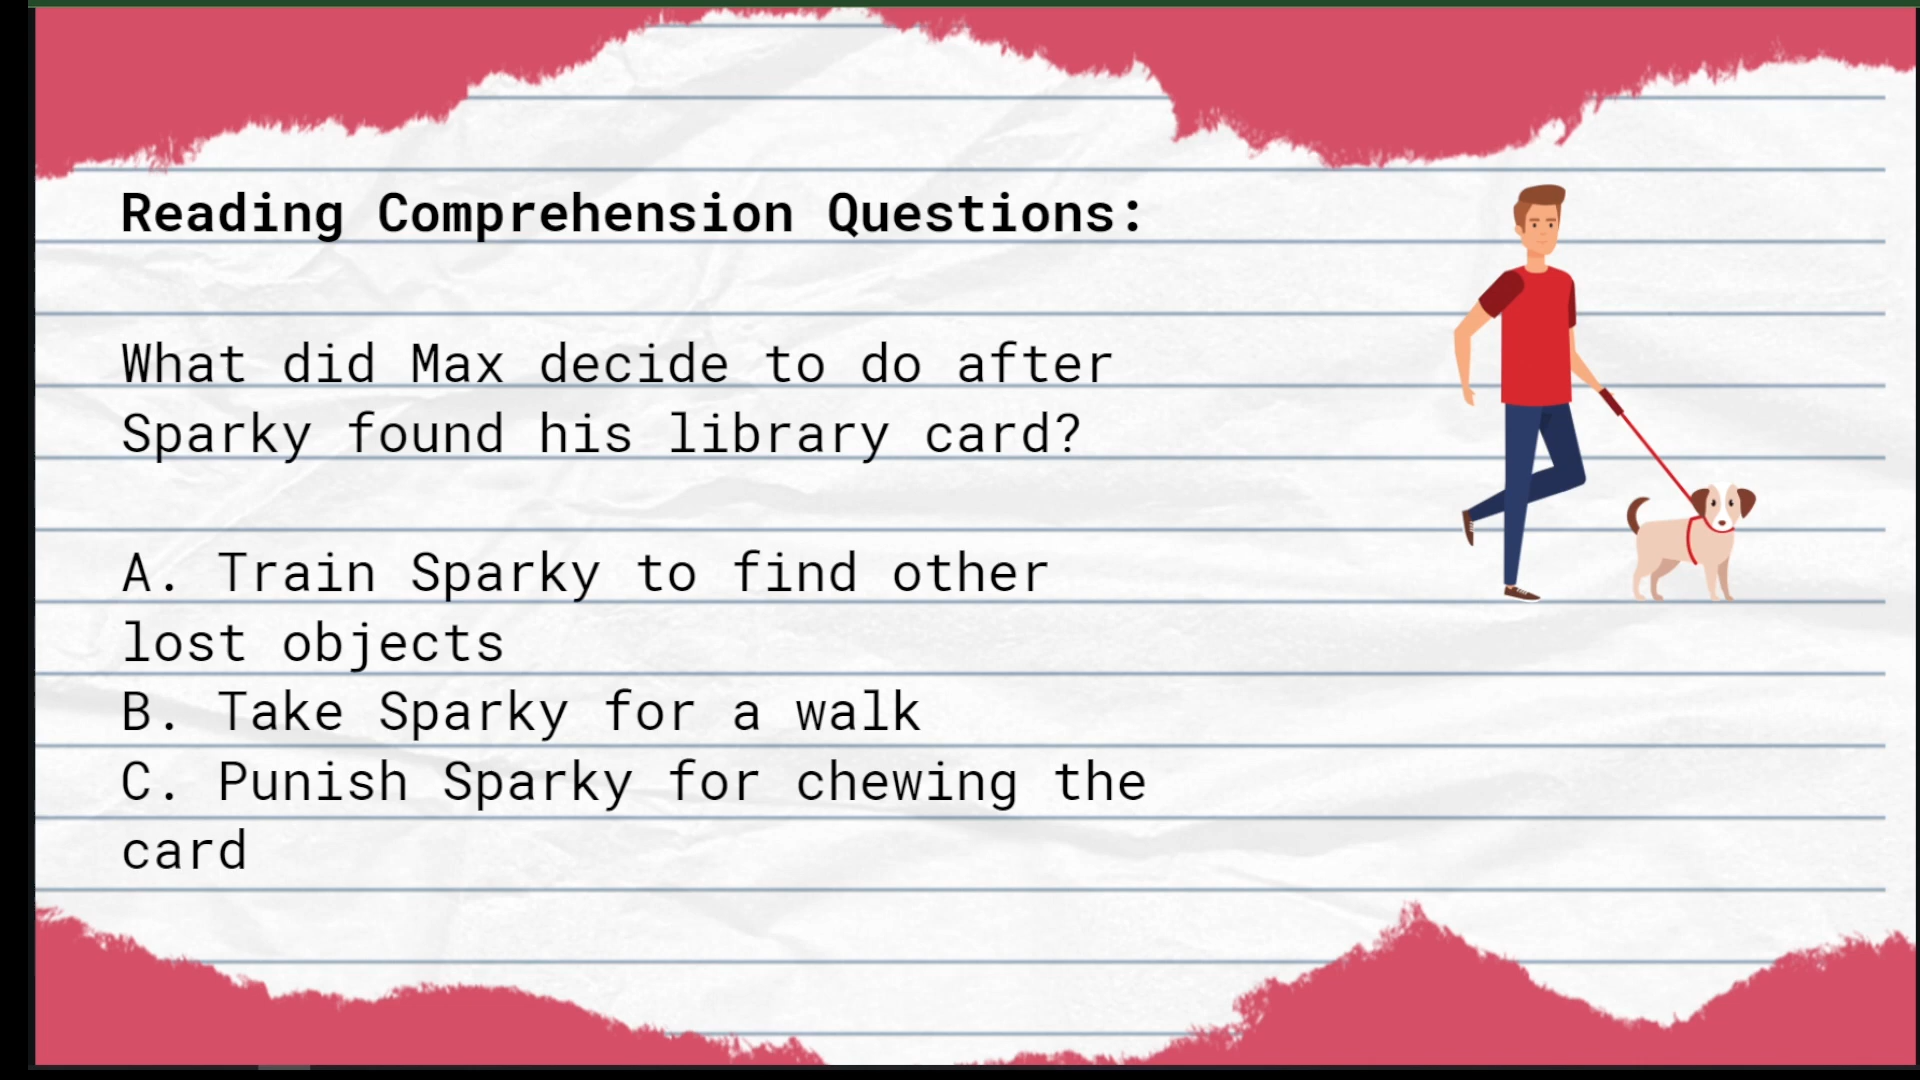 Reading Comprehension Questions:
What did Max decide to do after
Sparky found his library card?
A. Train Sparky to find other
lost objects
B. Take Sparky for a walk
C. Punish Sparky for chewing the
card